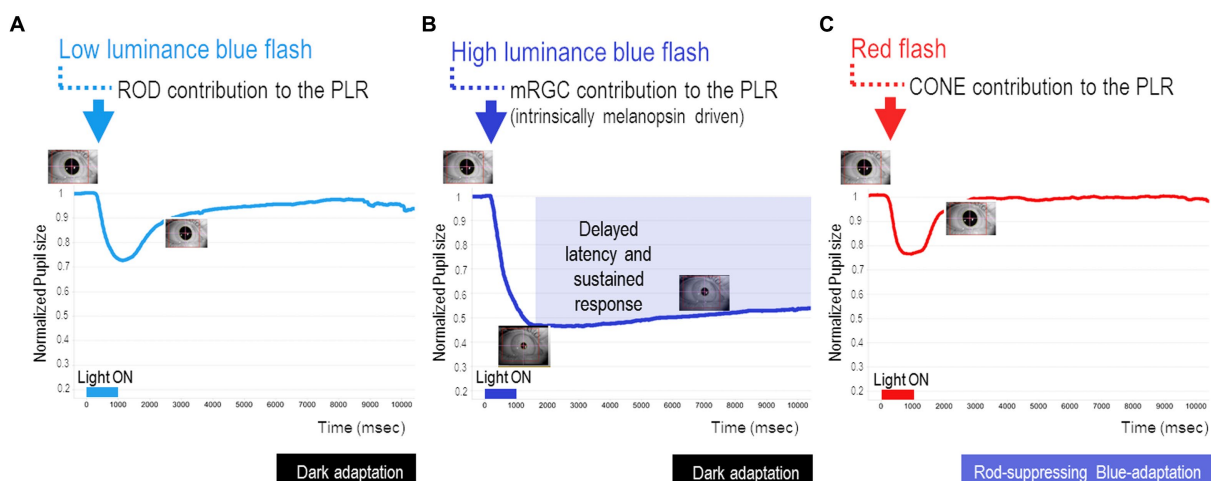 A
Low luminance blue flash
ROD contribution to the PLR
Normalized Pupil size
1
0.9
0.8
0.7
0.6
0.5
0.4
0.3
0.2
Light ON
0 1000 2000 3000 4000 5000 6000 7000 8000 9000 10400
Time (msec)
Dark adaptation
B
High luminance blue flash
mRGC contribution to the PLR
(intrinsically melanopsin driven)
Normalized Pupil size
1
0.9
0.8
0.7
0.6
0.5
0.4
0.3
0.2
Delayed
latency and
sustained
response
Light ON
0 1000 2000 3000 4000 5000 6000 7000 8000 9000 10400
Time (msec)
Dark adaptation
C
Red flash
CONE contribution to the PLR
Normalized Pupil size
1
0.9
0.8
0.7
0.6
0.5
0.4
0.3
0.2
Light ON
0 1000 2000 3000 4000 5000 6000 7000 8000 9000 10400
Time (msec)
Rod-suppressing Blue-adaptation